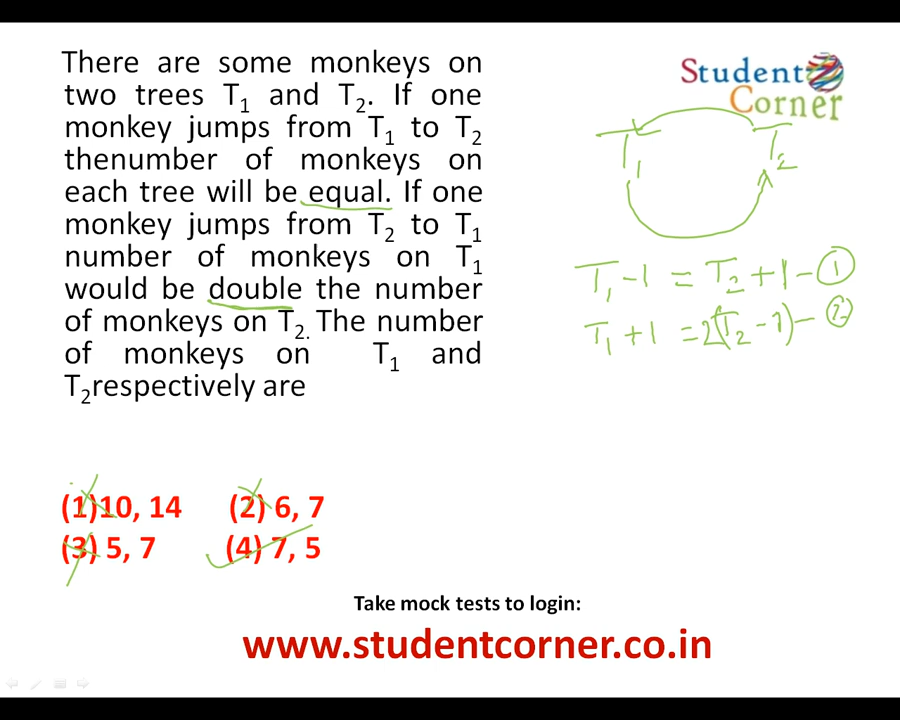 There are some monkeys on
two trees T1 and T2. If one
monkey jumps from T1 to T2
thenumber of monkeys on
each tree will be equal. If one
monkey jumps from T2 to T1
number of monkeys on T1
would be double the number
of monkeys on T2. The number
of monkeys on T1 and
T2respectively are
Student
Corner
T1 T2
T1 -1 = T2 +1 - 1
T1 +1 = 2(T2 -1) - 2
(1)10, 14 (2) 6, 7
(3) 5, 7 (4) 7, 5
Take mock tests to login:
www.studentcorner.co.in